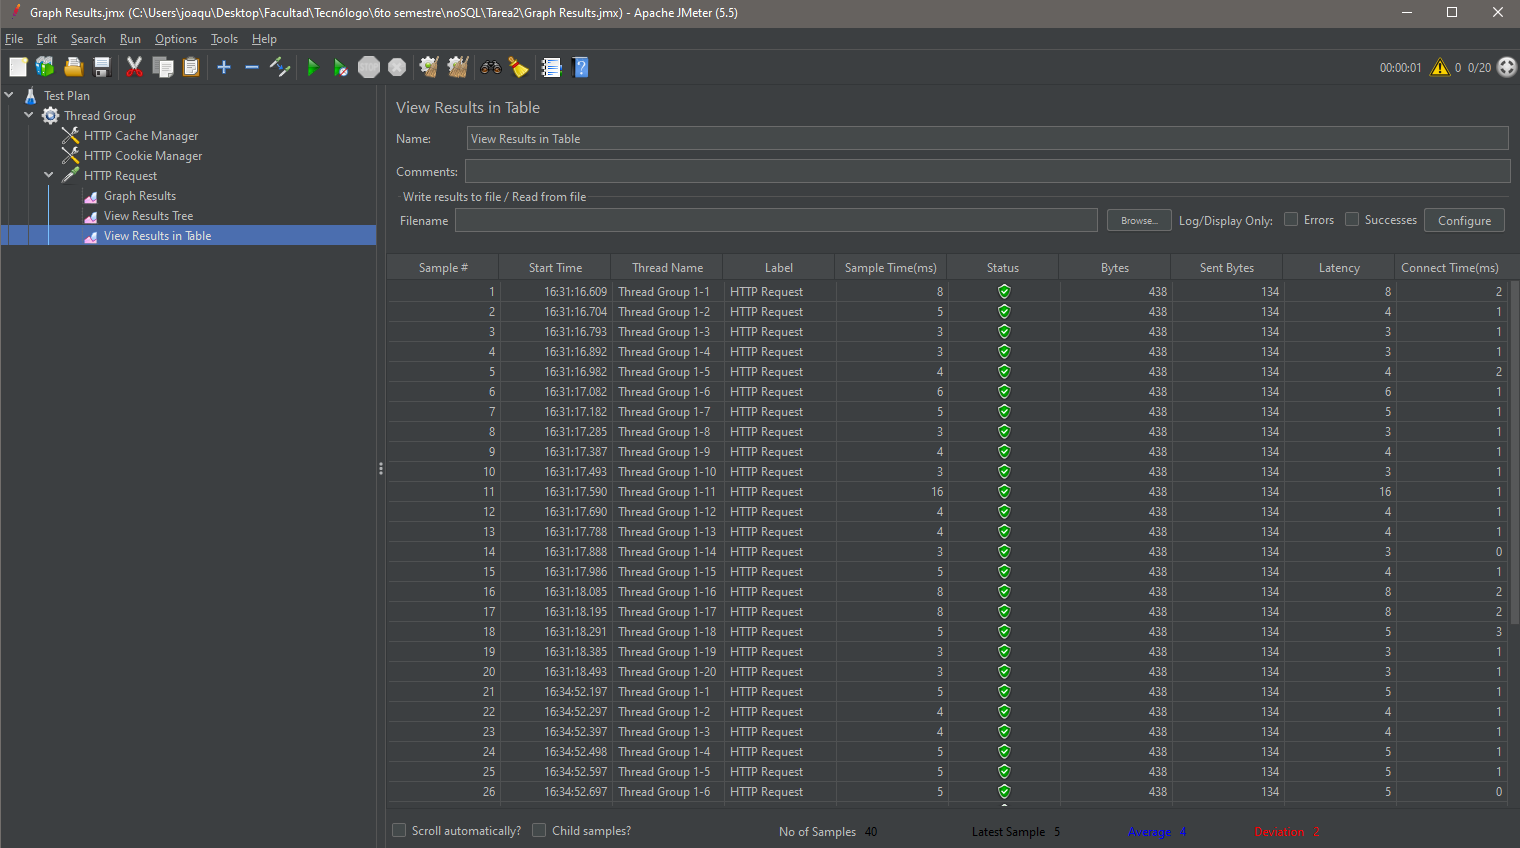 Graph Results.jmx (C:\Users\joaqu\Desktop\Facultad\Tecnólogo\6to semestre\noSQL\Tarea2\Graph Results.jmx) - Apache JMeter (5.5)
File Edit Search Run Options Tools Help
STOP 00:00:01 0 0/20
Test Plan
Thread Group
HTTP Cache Manager
HTTP Cookie Manager
HTTP Request
Graph Results
View Results Tree
View Results in Table
View Results in Table
Name: View Results in Table
Comments:
Write results to file / Read from file
Filename Browse... Log/Display Only: Errors Successes Configure
Sample # Start Time Thread Name Label Sample Time(ms) Status Bytes Sent Bytes Latency Connect Time(ms)
1 16:31:16.609 Thread Group 1-1 HTTP Request 8 438 134 8 2
2 16:31:16.704 Thread Group 1-2 HTTP Request 5 438 134 4 1
3 16:31:16.793 Thread Group 1-3 HTTP Request 3 438 134 3 1
4 16:31:16.892 Thread Group 1-4 HTTP Request 3 438 134 3 1
5 16:31:16.982 Thread Group 1-5 HTTP Request 4 438 134 4 2
6 16:31:17.082 Thread Group 1-6 HTTP Request 6 438 134 6 1
7 16:31:17.182 Thread Group 1-7 HTTP Request 5 438 134 5 1
8 16:31:17.285 Thread Group 1-8 HTTP Request 3 438 134 3 1
9 16:31:17.387 Thread Group 1-9 HTTP Request 4 438 134 4 1
10 16:31:17.493 Thread Group 1-10 HTTP Request 3 438 134 3 1
11 16:31:17.590 Thread Group 1-11 HTTP Request 16 438 134 16 1
12 16:31:17.690 Thread Group 1-12 HTTP Request 4 438 134 4 1
13 16:31:17.788 Thread Group 1-13 HTTP Request 4 438 134 4 1
14 16:31:17.888 Thread Group 1-14 HTTP Request 3 438 134 3 0
15 16:31:17.986 Thread Group 1-15 HTTP Request 5 438 134 4 1
16 16:31:18.085 Thread Group 1-16 HTTP Request 8 438 134 8 2
17 16:31:18.195 Thread Group 1-17 HTTP Request 8 438 134 8 2
18 16:31:18.291 Thread Group 1-18 HTTP Request 5 438 134 5 3
19 16:31:18.385 Thread Group 1-19 HTTP Request 3 438 134 3 1
20 16:31:18.493 Thread Group 1-20 HTTP Request 3 438 134 3 1
21 16:34:52.197 Thread Group 1-1 HTTP Request 5 438 134 5 1
22 16:34:52.297 Thread Group 1-2 HTTP Request 4 438 134 4 1
23 16:34:52.397 Thread Group 1-3 HTTP Request 4 438 134 4 1
24 16:34:52.498 Thread Group 1-4 HTTP Request 5 438 134 5 1
25 16:34:52.597 Thread Group 1-5 HTTP Request 5 438 134 5 1
26 16:34:52.697 Thread Group 1-6 HTTP Request 5 438 134 5 0
Scroll automatically? Child samples? No of Samples 40 Latest Sample 5 Average 4 Deviation 2